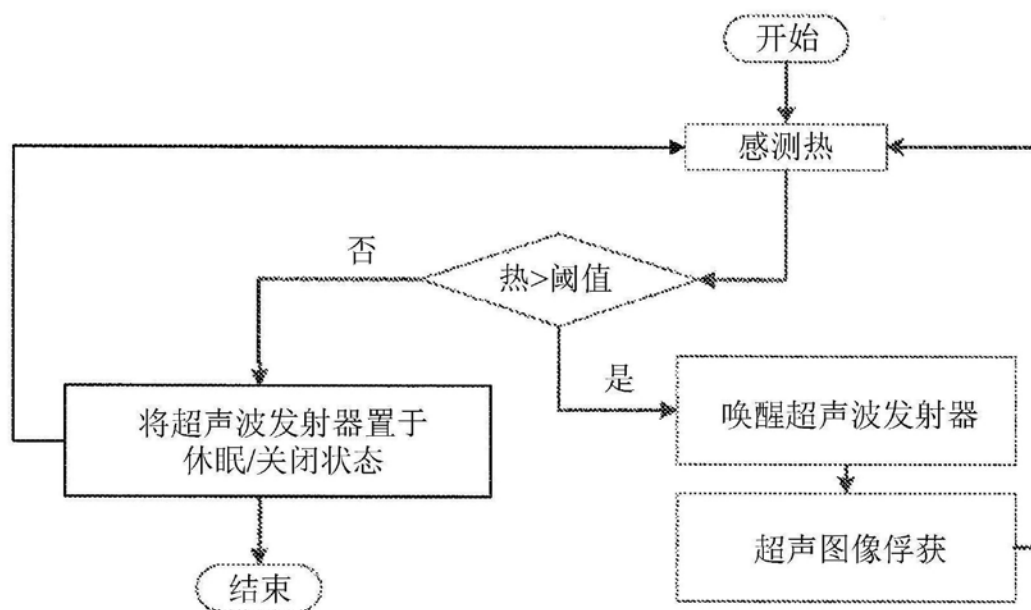 开始
感测热
热>阈值
否
是
将超声波发射器置于
休眠/关闭状态
唤醒超声波发射器
超声图像俘获
结束